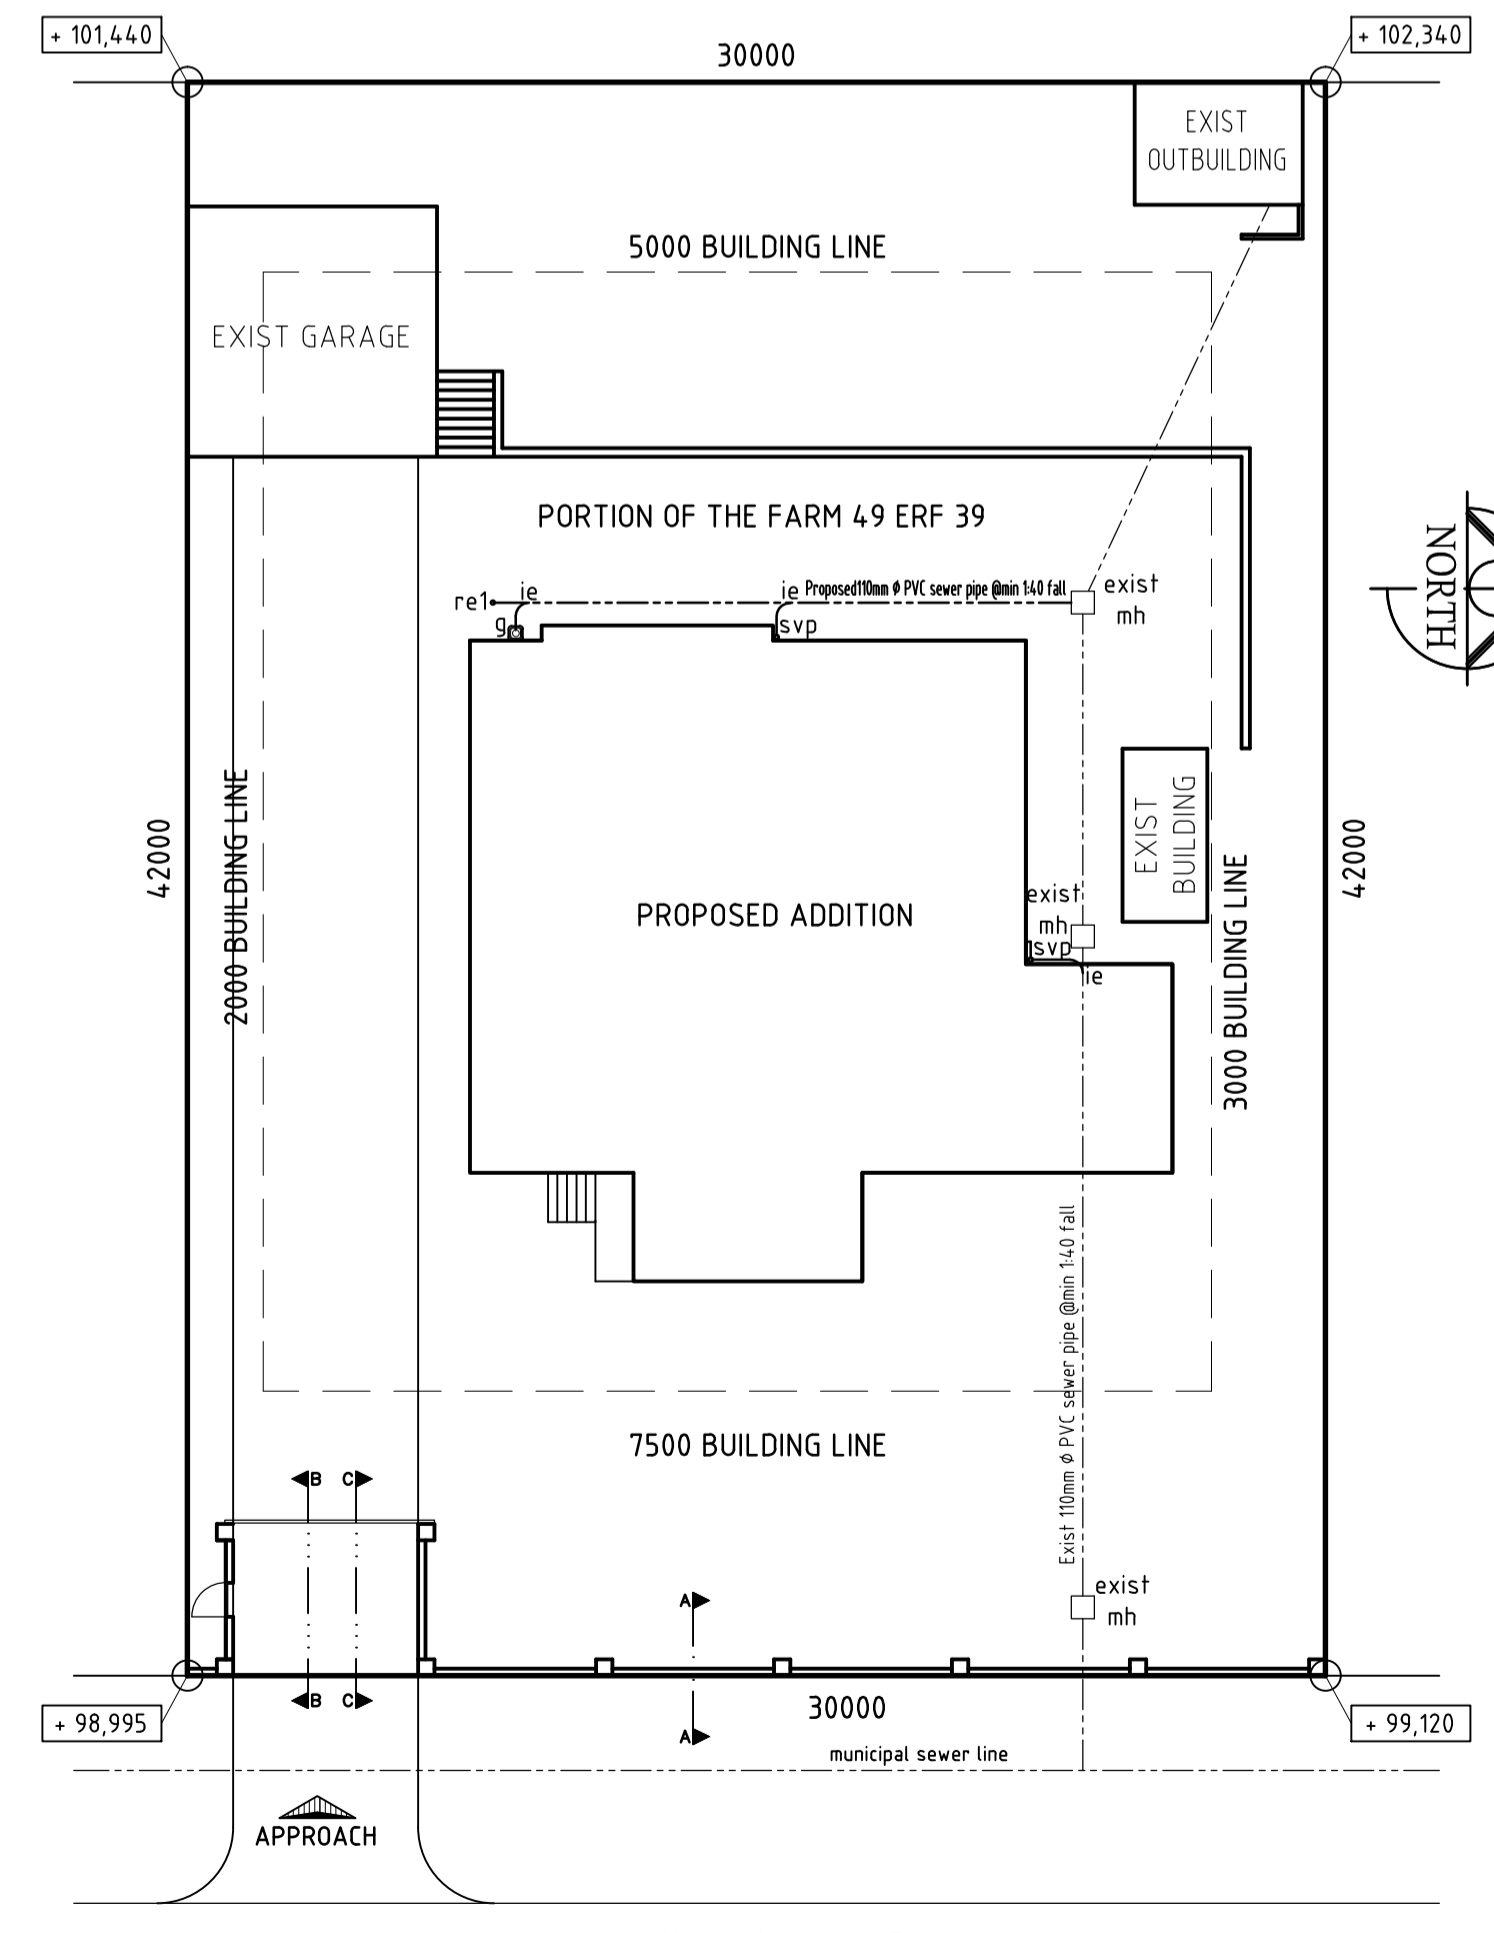 + 101,440
30000
+ 102,340
EXIST
OUTBUILDING
5000 BUILDING LINE
EXIST GARAGE
PORTION OF THE FARM 49 ERF 39
NORTH
re1
ie
g
ie
Proposed110mm ϕ PVC sewer pipe @min 1:40 fall
svp
exist
mh
42000
2000 BUILDING LINE
EXIST
BUILDING
42000
3000 BUILDING LINE
PROPOSED ADDITION
exist
mh
svp
ie
Exist 110mm ϕ PVC sewer pipe @min 1:40 fall
7500 BUILDING LINE
B
C
A
exist
mh
B
C
A
30000
+ 98,995
+ 99,120
municipal sewer line
APPROACH